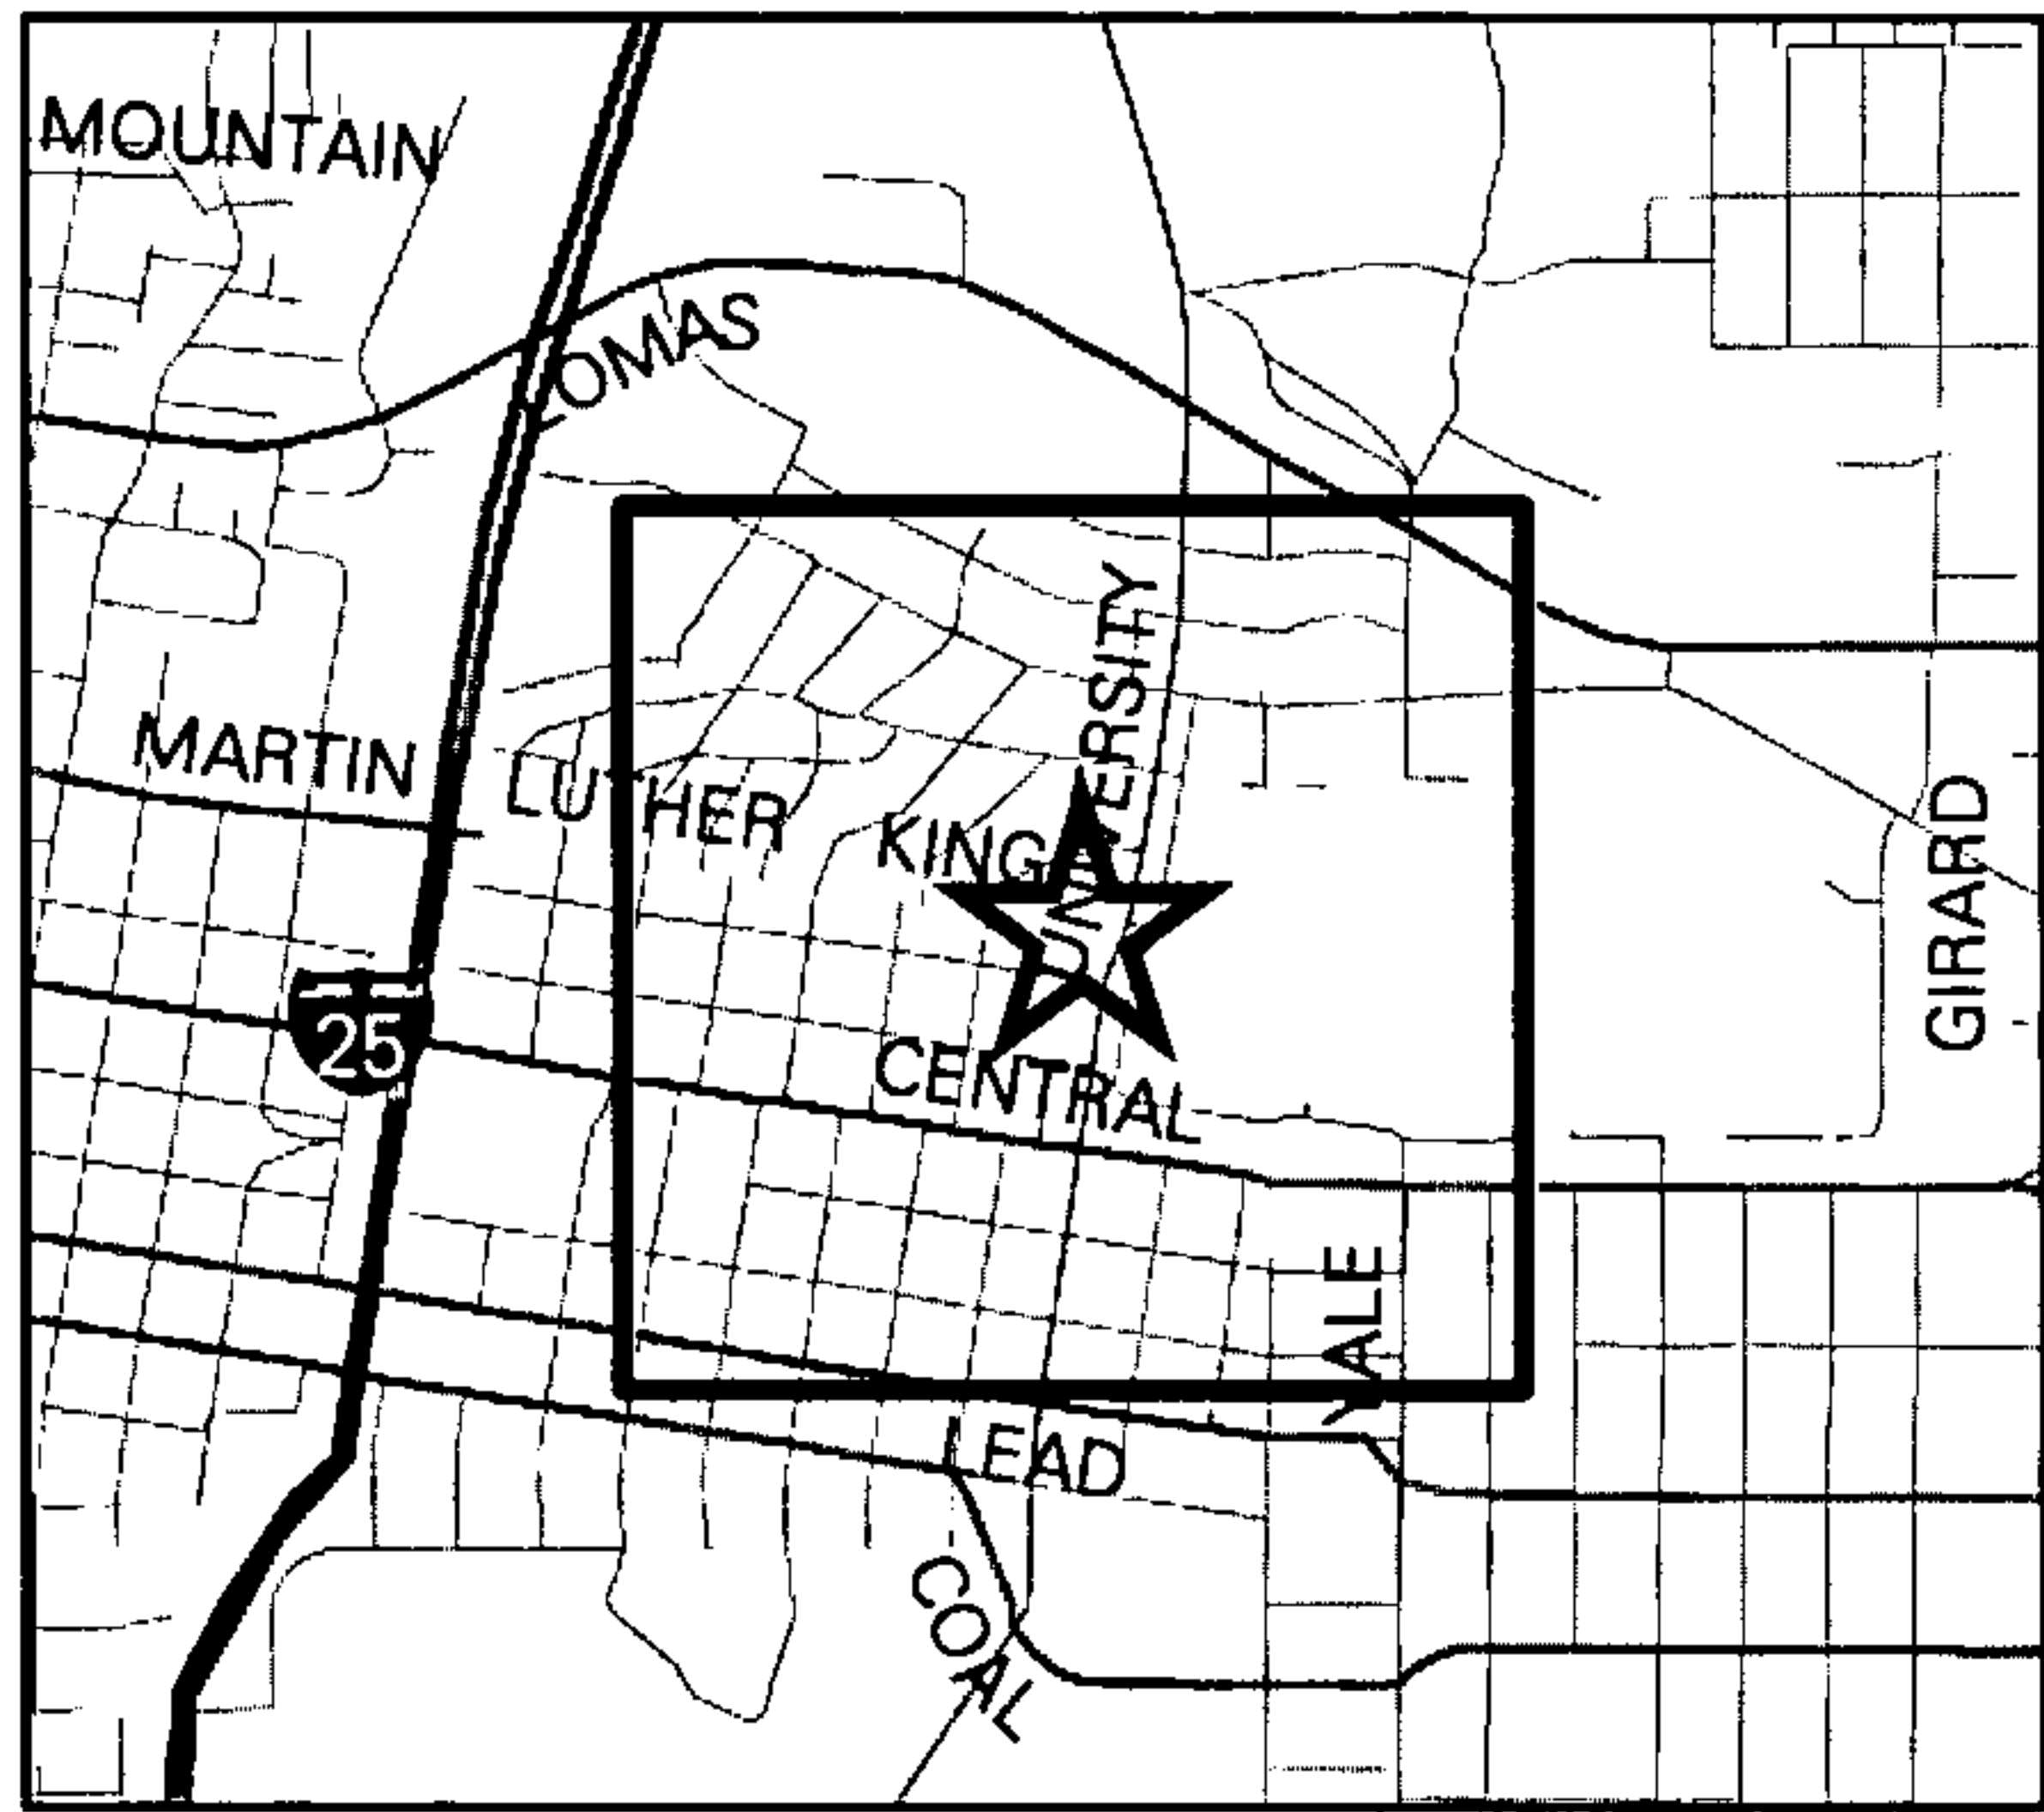 MOUNTAIN
LOMAS
UNIVERSITY
MARTIN LUTHER KING
GIRARD
25
CENTRAL
YALE
LEAD
COAL